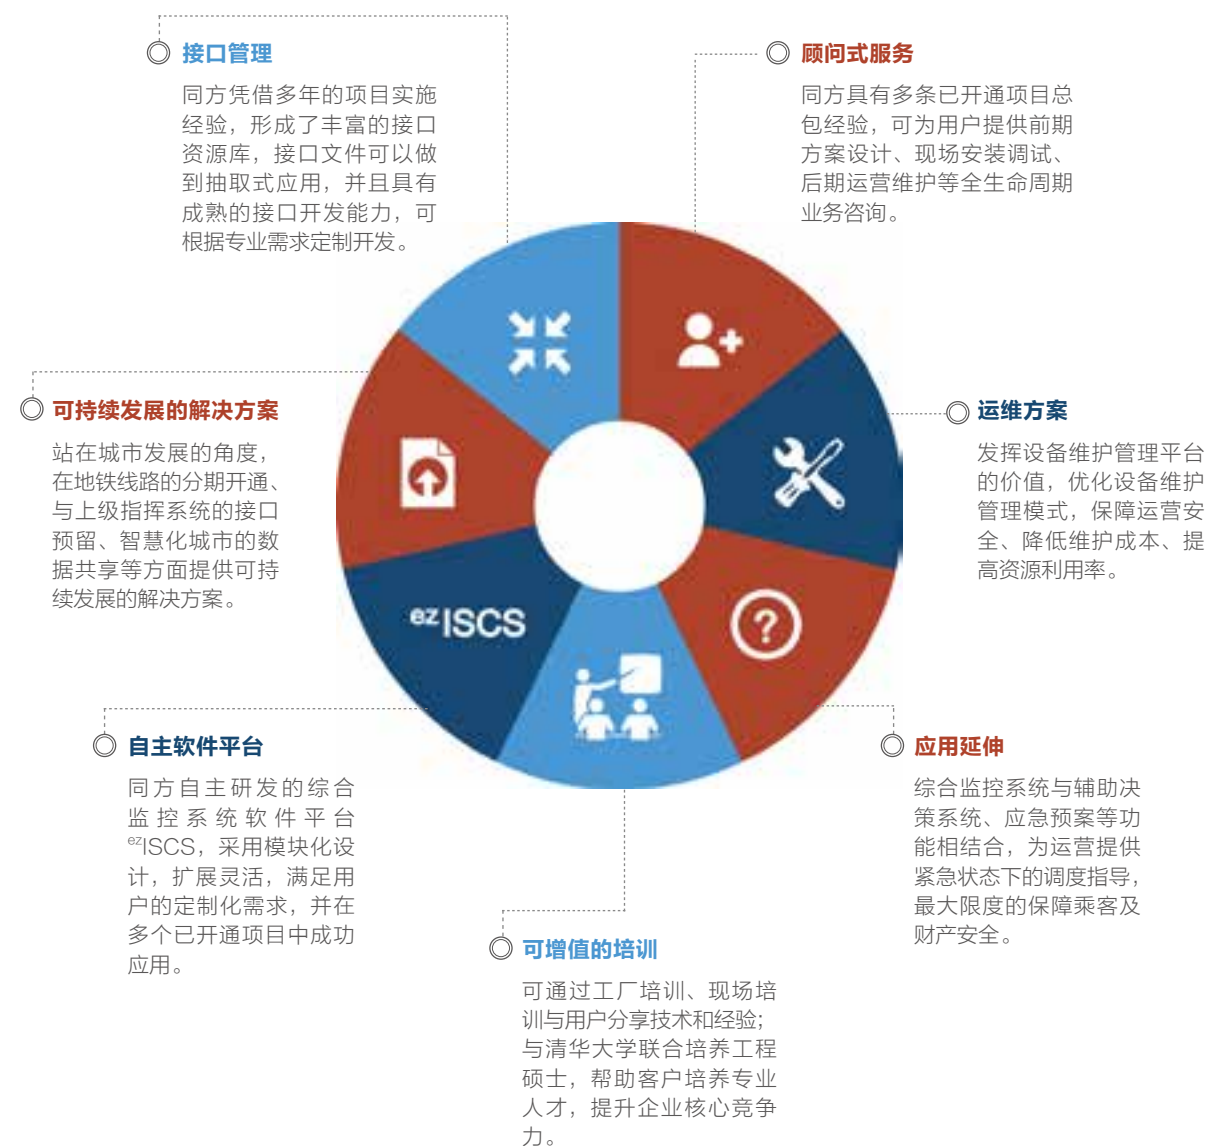 接口管理
同方凭借多年的项目实施
经验，形成了丰富的接口
资源库，接口文件可以做
到抽取式应用，并且具有
成熟的接口开发能力，可
根据专业需求定制开发。
顾问式服务
同方具有多条已开通项目总
包经验，可为用户提供前期
方案设计、现场安装调试、
后期运营维护等全生命周期
业务咨询。
可持续发展的解决方案
站在城市发展的角度，
在地铁线路的分期开通、
与上级指挥系统的接口
预留、智慧化城市的数
据共享等方面提供可持
续发展的解决方案。
运维方案
发挥设备维护管理平台
的价值，优化设备维护
管理模式，保障运营安
全、降低维护成本、提
高资源利用率。
ezISCS
?
自主软件平台
同方自主研发的综合
监控系统软件平台
ezISCS，采用模块化设
计，扩展灵活，满足用
户的定制化需求，并在
多个已开通项目中成功
应用。
应用延伸
综合监控系统与辅助决
策系统、应急预案等功
能相结合，为运营提供
紧急状态下的调度指导，
最大限度的保障乘客及
财产安全。
可增值的培训
可通过工厂培训、现场培
训与用户分享技术和经验；
与清华大学联合培养工程
硕士，帮助客户培养专业
人才，提升企业核心竞争
力。